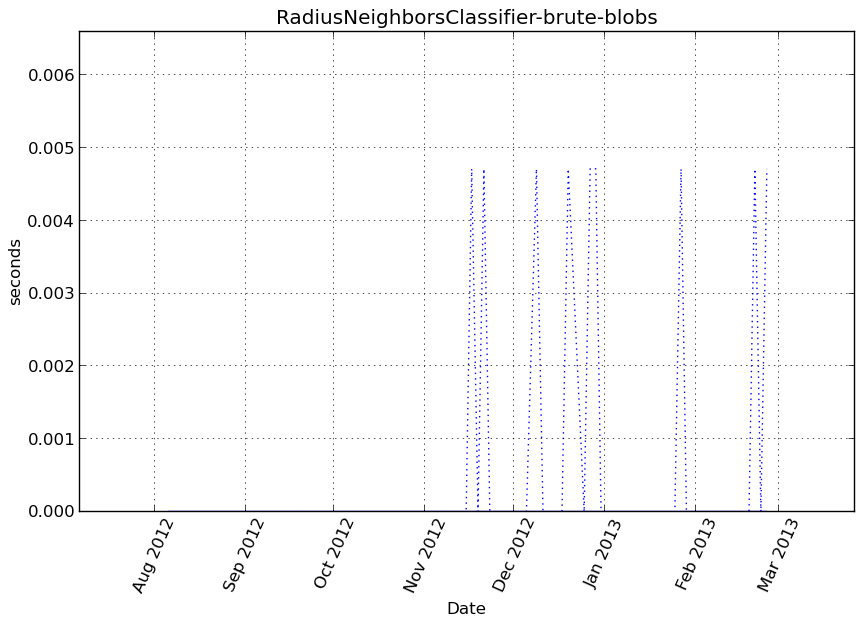 RadiusNeighborsClassifier-brute-blobs
0.006
0.005
0.004
0.003
0.002
0.001
0.000
seconds
Aug 2012
Sep 2012
Oct 2012
Nov 2012
Dec 2012
Jan 2013
Feb 2013
Mar 2013
Date